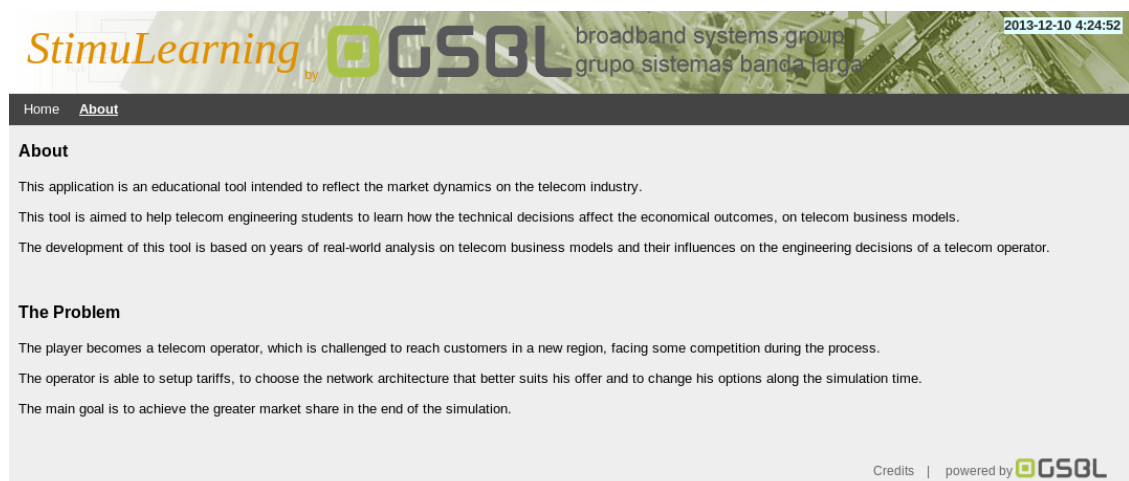 StimuLearning by GSBL broadband systems group
grupo sistemas banda larga
2013-12-10 4:24:52
Home About
About
This application is an educational tool intended to reflect the market dynamics on the telecom industry.
This tool is aimed to help telecom engineering students to learn how the technical decisions affect the economical outcomes, on telecom business models.
The development of this tool is based on years of real-world analysis on telecom business models and their influences on the engineering decisions of a telecom operator.
The Problem
The player becomes a telecom operator, which is challenged to reach customers in a new region, facing some competition during the process.
The operator is able to setup tariffs, to choose the network architecture that better suits his offer and to change his options along the simulation time.
The main goal is to achieve the greater market share in the end of the simulation.
Credits | powered by GSBL